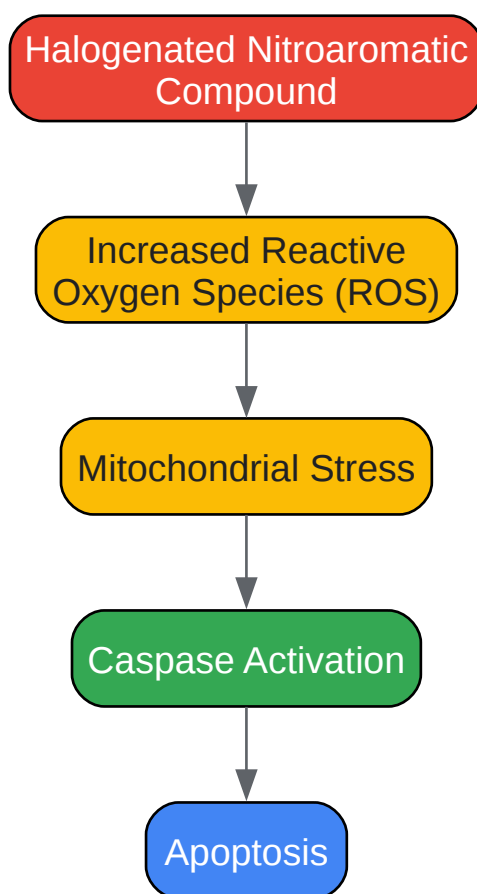 Halogenated Nitroaromatic
Compound
Increased Reactive
Oxygen Species (ROS)
Mitochondrial Stress
Caspase Activation
Apoptosis